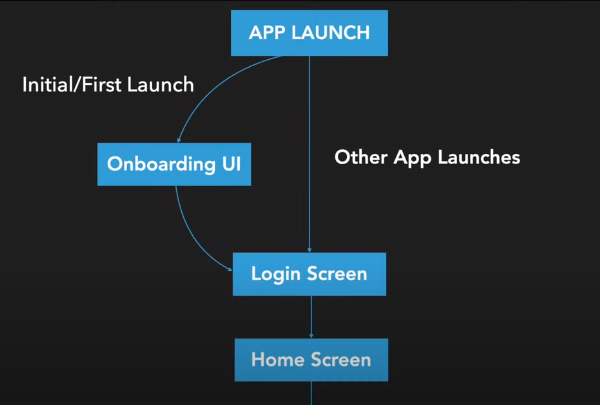 APP LAUNCH
Initial/First Launch
Other App Launches
Onboarding UI
Login Screen
Home Screen